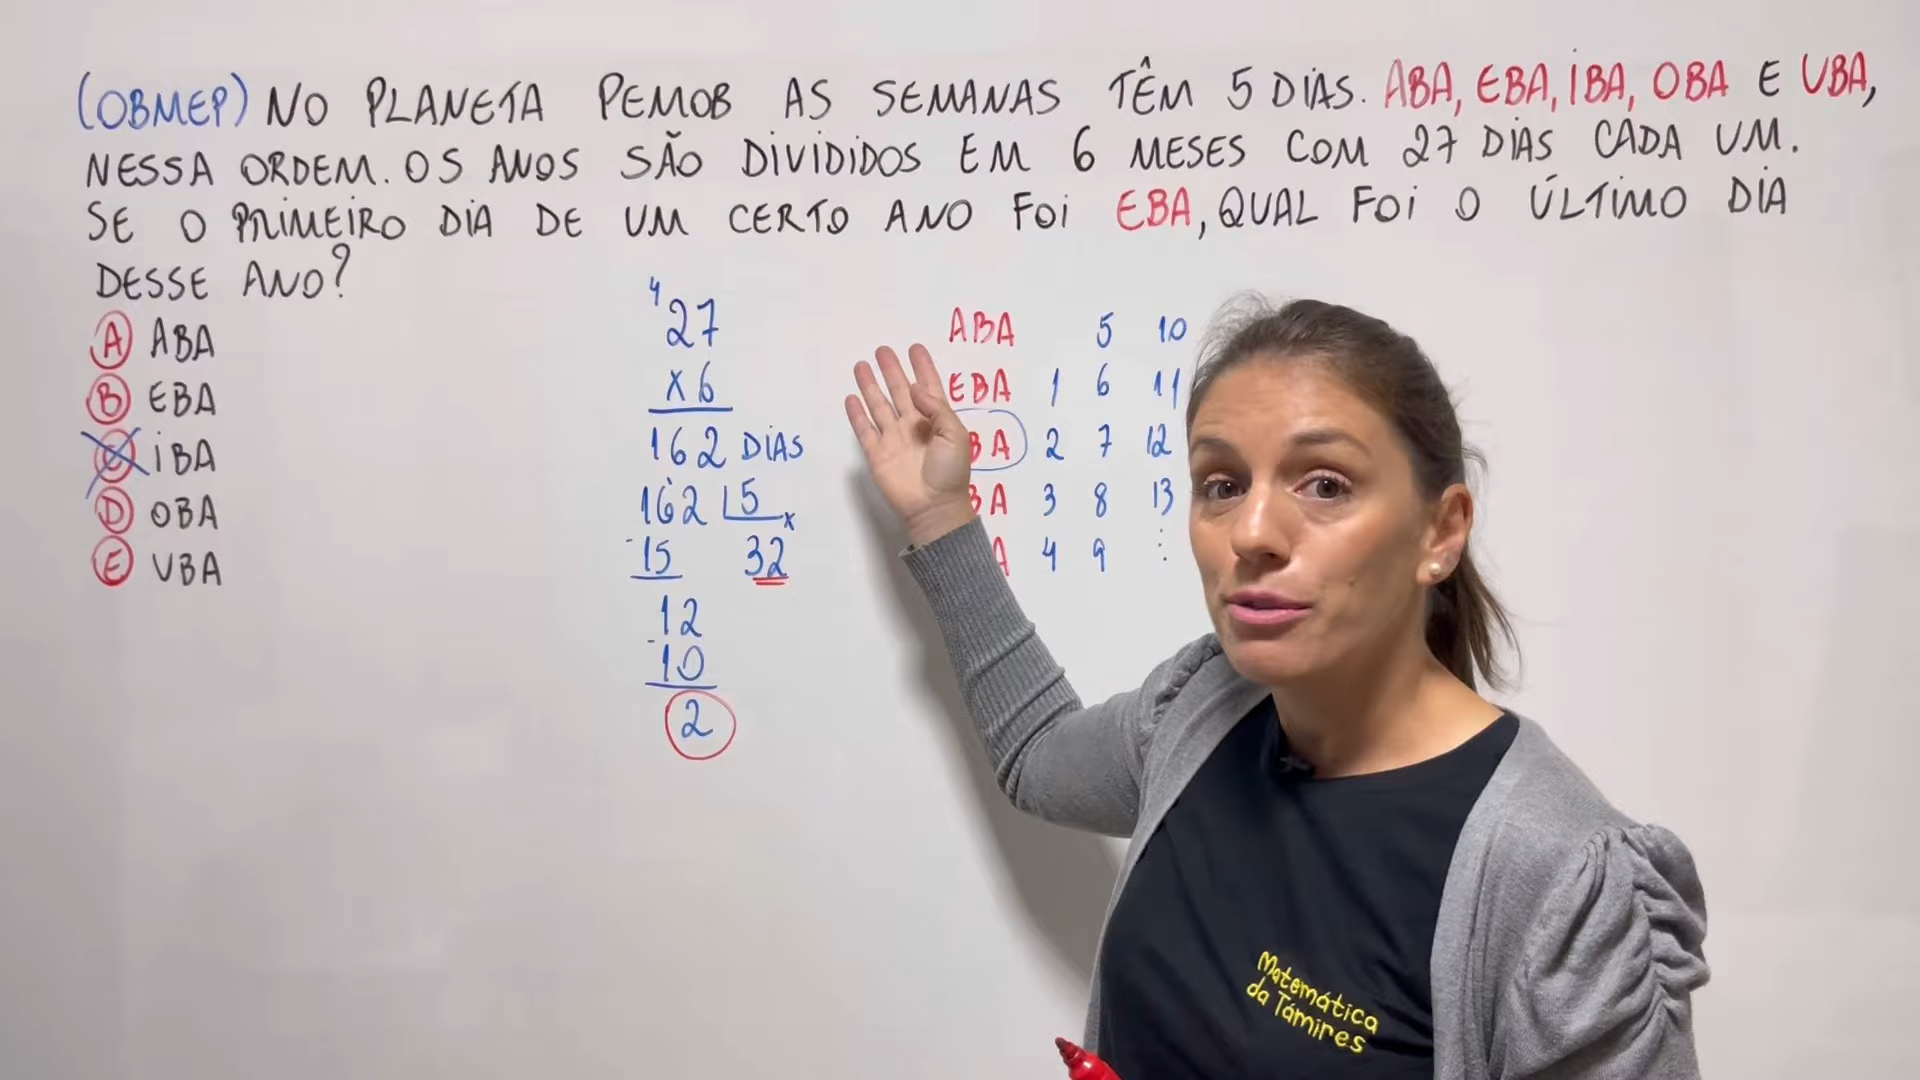 (OBMEP) NO PLANETA PEMOB AS SEMANAS TÊM 5 DIAS. ABA, EBA, IBA, OBA E UBA,
NESSA ORDEM. OS ANOS SÃO DIVIDIDOS EM 6 MESES COM 27 DIAS CADA UM.
SE O PRIMEIRO DIA DE UM CERTO ANO FOI EBA, QUAL FOI O ÚLTIMO DIA
DESSE ANO?
A ABA
B EBA
C IBA
D OBA
E UBA
4
27
x 6
162 DIAS
162 5
-15 32
x
12
-10
2
ABA 5 10
EBA 1 6 11
BA 2 7 12
BA 3 8 13
A 4 9 :
Matemática
da Támires